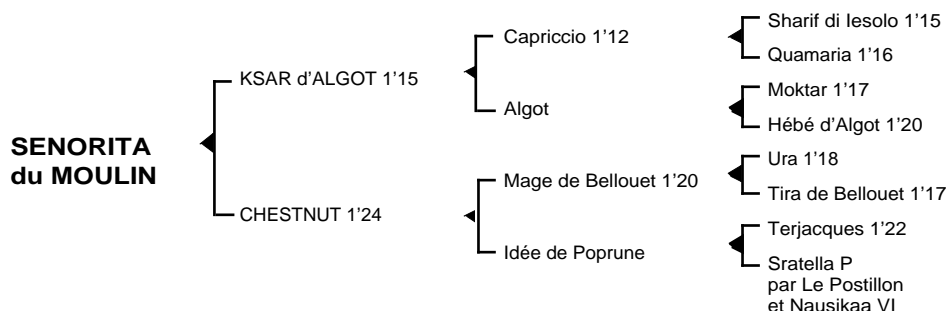 SENORITA
du MOULIN
KSAR d'ALGOT 1'15
CHESTNUT 1'24
Capriccio 1'12
Algot
Mage de Bellouet 1'20
Idée de Poprune
Sharif di Iesolo 1'15
Quamaria 1'16
Moktar 1'17
Hébé d'Algot 1'20
Ura 1'18
Tira de Bellouet 1'17
Terjacques 1'22
Sratella P
par Le Postillon
et Nausikaa VI